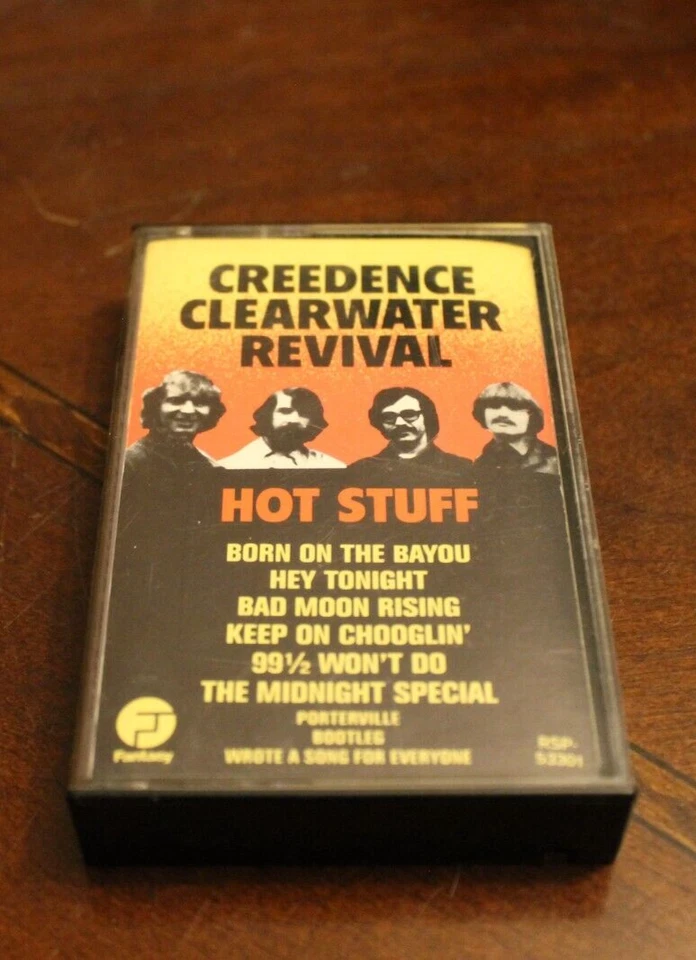 CREEDENCE
CLEARWATER
REVIVAL
HOT STUFF
BORN ON THE BAYOU
HEY TONIGHT
BAD MOON RISING
KEEP ON CHOOGLIN'
99½ WON'T DO
THE MIDNIGHT SPECIAL
PORTERVILLE
BOOTLEG
WROTE A SONG FOR EVERYONE
Fantasy
RSP-